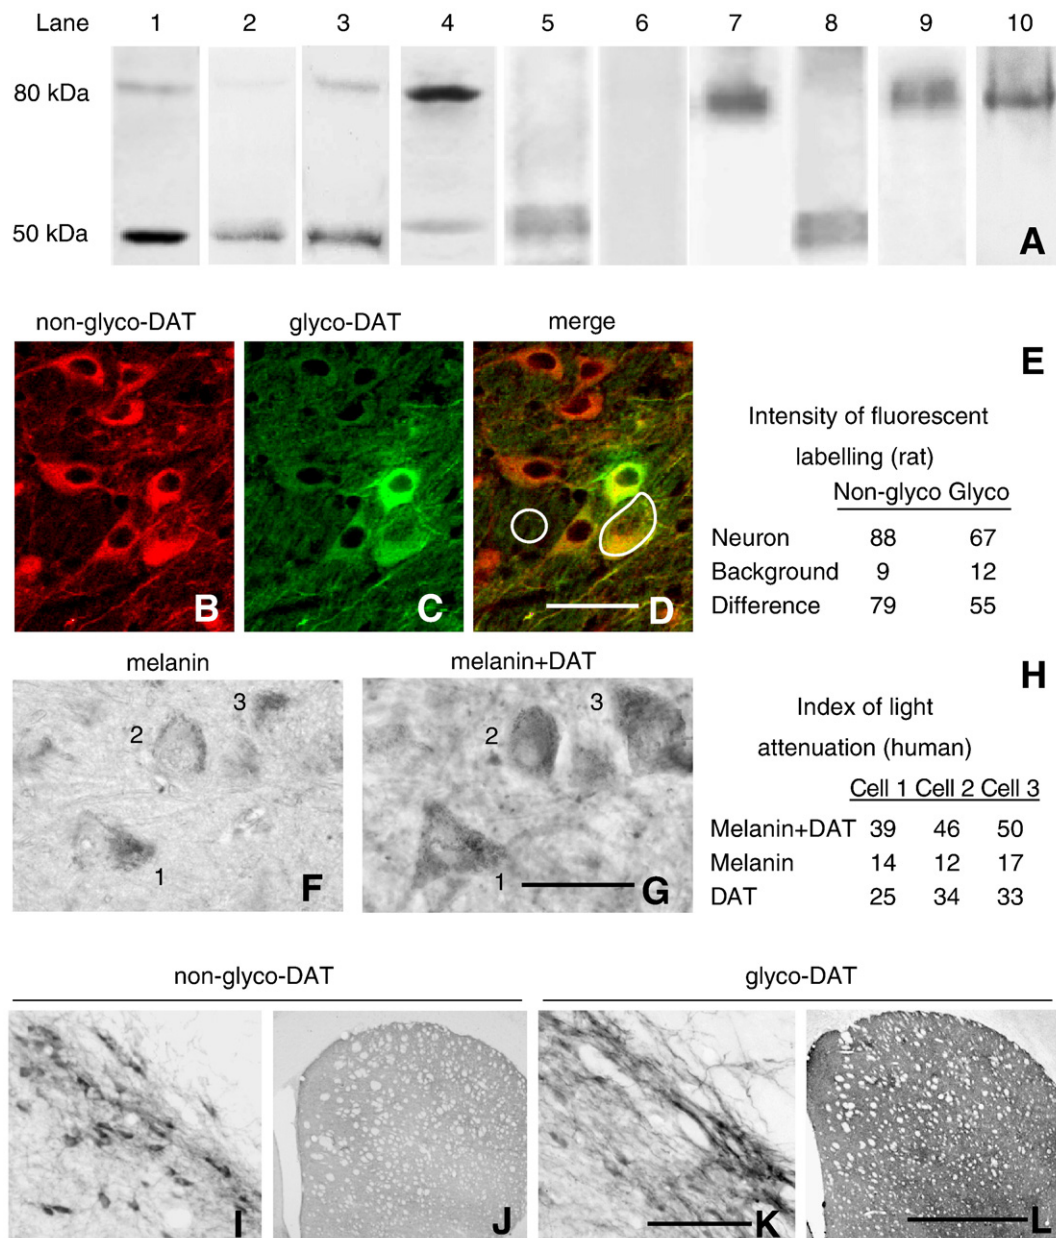 Lane 1 2 3 4 5 6 7 8 9 10
80 kDa
50 kDa
A
non-glyco-DAT glyco-DAT merge
B C D
E
Intensity of fluorescent
labelling (rat)
Non-glyco Glyco
Neuron 88 67
Background 9 12
Difference 79 55
melanin melanin+DAT
3
2
1
F
3
2
1
G
H
Index of light
attenuation (human)
Cell 1 Cell 2 Cell 3
Melanin+DAT 39 46 50
Melanin 14 12 17
DAT 25 34 33
non-glyco-DAT glyco-DAT
I J K L